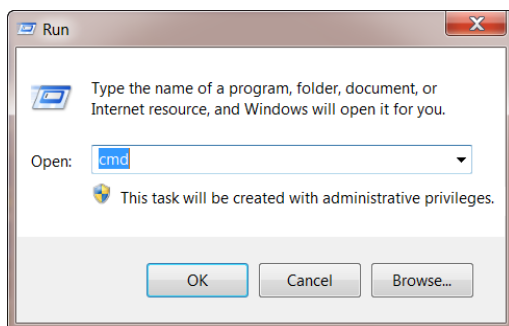 Run
Type the name of a program, folder, document, or
Internet resource, and Windows will open it for you.
Open: cmd
This task will be created with administrative privileges.
OK Cancel Browse...